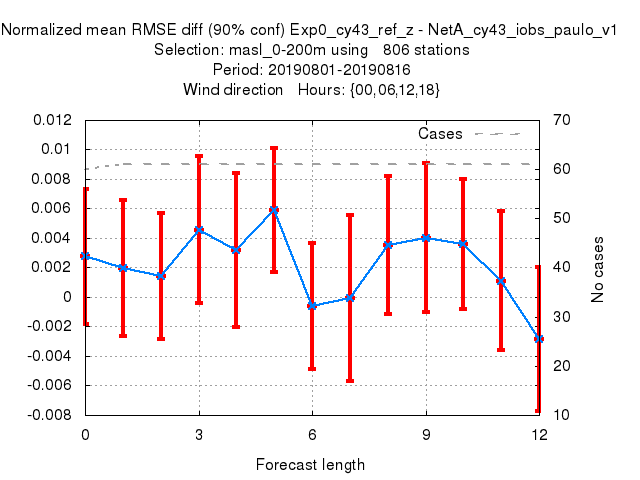 Normalized mean RMSE diff (90% conf) Exp0_cy43_ref_z - NetA_cy43_iobs_paulo_v1
Selection: masl_0-200m using 806 stations
Period: 20190801-20190816
Wind direction Hours: {00,06,12,18}
0.012
0.01
0.008
0.006
0.004
0.002
0
-0.002
-0.004
-0.006
-0.008
Cases
70
60
50
40
30
20
10
No cases
0 3 6 9 12
Forecast length